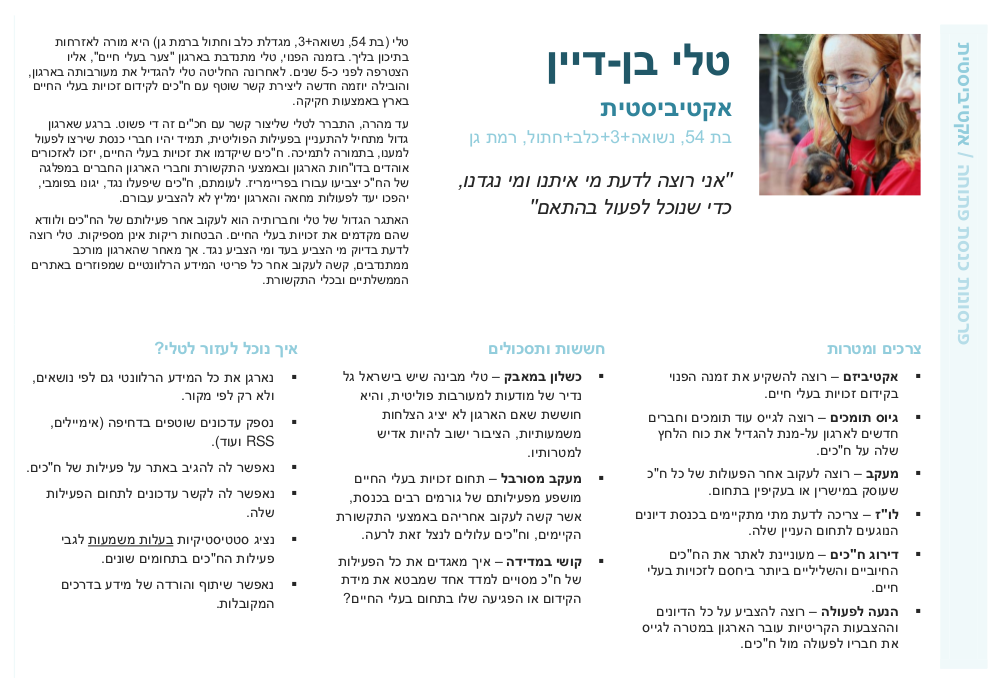 פרסונות כנסת פתוחה / אקטיביסטית
טלי בן-דיין
אקטיביסטית
בת 54, נשואה+3+כלב+חתול, רמת גן
"אני רוצה לדעת מי איתנו ומי נגדנו,
כדי שנוכל לפעול בהתאם"
טלי (בת 54, נשואה+3, מגדלת כלב וחתול ברמת גן) היא מורה לאזרחות
בתיכון בליך. בזמנה הפנוי, טלי מתנדבת בארגון "צער בעלי חיים", אליו
הצטרפה לפני כ-5 שנים. לאחרונה החליטה טלי להגדיל את מעורבותה בארגון,
והובילה יוזמה חדשה ליצירת קשר שוטף עם ח"כים לקידום זכויות בעלי החיים
בארץ באמצעות חקיקה.
עד מהרה, התברר לטלי שליצור קשר עם חכ"ים זה די פשוט. ברגע שארגון
גדול מתחיל להתעניין בפעילות הפוליטית, תמיד יהיו חברי כנסת שירצו לפעול
למענו, בתמורה לתמיכה. ח"כים שיקדמו את זכויות בעלי החיים, יזכו לאזכורים
אוהדים בדו"חות הארגון ובאמצעי התקשורת וחברי הארגון החברים במפלגה
של הח"כ יצביעו עבורו בפריימריז. לעומתם, ח"כים שיפעלו נגד, יגונו בפומבי,
יהפכו יעד לפעולות מחאה והארגון ימליץ לא להצביע עבורם.
האתגר הגדול של טלי וחברותיה הוא לעקוב אחר פעילותם של הח"כים ולוודא
שהם מקדמים את זכויות בעלי החיים. הבטחות ריקות אינן מספיקות. טלי רוצה
לדעת בדיוק מי הצביע בעד ומי הצביע נגד. אך מאחר שהארגון מורכב
ממתנדבים, קשה לעקוב אחר כל פריטי המידע הרלוונטיים שמפוזרים באתרים
הממשלתיים ובכלי התקשורת.
צרכים ומטרות
▪ אקטיביזם – רוצה להשקיע את זמנה הפנוי
בקידום זכויות בעלי חיים.
▪ גיוס תומכים – רוצה לגייס עוד תומכים וחברים
חדשים לארגון על-מנת להגדיל את כוח הלחץ
שלה על ח"כים.
▪ מעקב – רוצה לעקוב אחר הפעולות של כל ח"כ
שעוסק במישרין או בעקיפין בתחום.
▪ לו"ז – צריכה לדעת מתי מתקיימים בכנסת דיונים
הנוגעים לתחום העניין שלה.
▪ דירוג ח"כים – מעוניינת לאתר את הח"כים
החיוביים והשליליים ביותר ביחסם לזכויות בעלי
חיים.
▪ הנעה לפעולה – רוצה להצביע על כל הדיונים
וההצבעות הקריטיות עובר הארגון במטרה לגייס
את חבריו לפעולה מול ח"כים.
חששות ותסכולים
▪ כשלון במאבק – טלי מבינה שיש בישראל גל
נדיר של מודעות למעורבות פוליטית, והיא
חוששת שאם הארגון לא יציג הצלחות
משמעותיות, הציבור ישוב להיות אדיש
למטרותיו.
▪ מעקב מסורבל – תחום זכויות בעלי החיים
מושפע מפעילותם של גורמים רבים בכנסת,
אשר קשה לעקוב אחריהם באמצעי התקשורת
הקיימים, וח"כים עלולים לנצל זאת לרעה.
▪ קושי במדידה – איך מאגדים את כל הפעילות
של ח"כ מסויים למדד אחד שמבטא את מידת
הקידום או הפגיעה שלו בתחום בעלי החיים?
איך נוכל לעזור לטלי?
▪ נארגן את כל המידע הרלוונטי גם לפי נושאים,
ולא רק לפי מקור.
▪ נספק עדכונים שוטפים בדחיפה (אימיילים,
RSS ועוד).
▪ נאפשר לה להגיב באתר על פעילות של ח"כים.
▪ נאפשר לה לקשר עדכונים לתחום הפעילות
שלה.
▪ נציג סטטיסטיקיות בעלות משמעות לגבי
פעילות הח"כים בתחומים שונים.
▪ נאפשר שיתוף והורדה של מידע בדרכים
המקובלות.